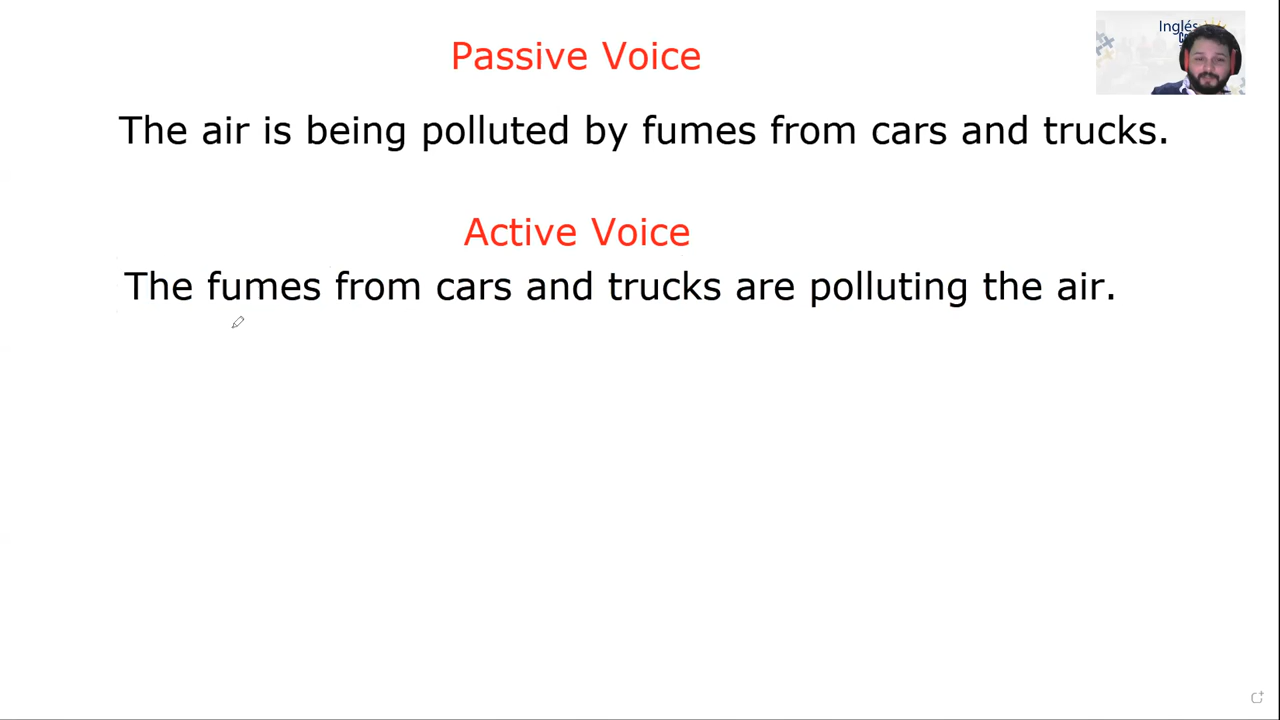 Inglés
Passive Voice
The air is being polluted by fumes from cars and trucks.
Active Voice
The fumes from cars and trucks are polluting the air.